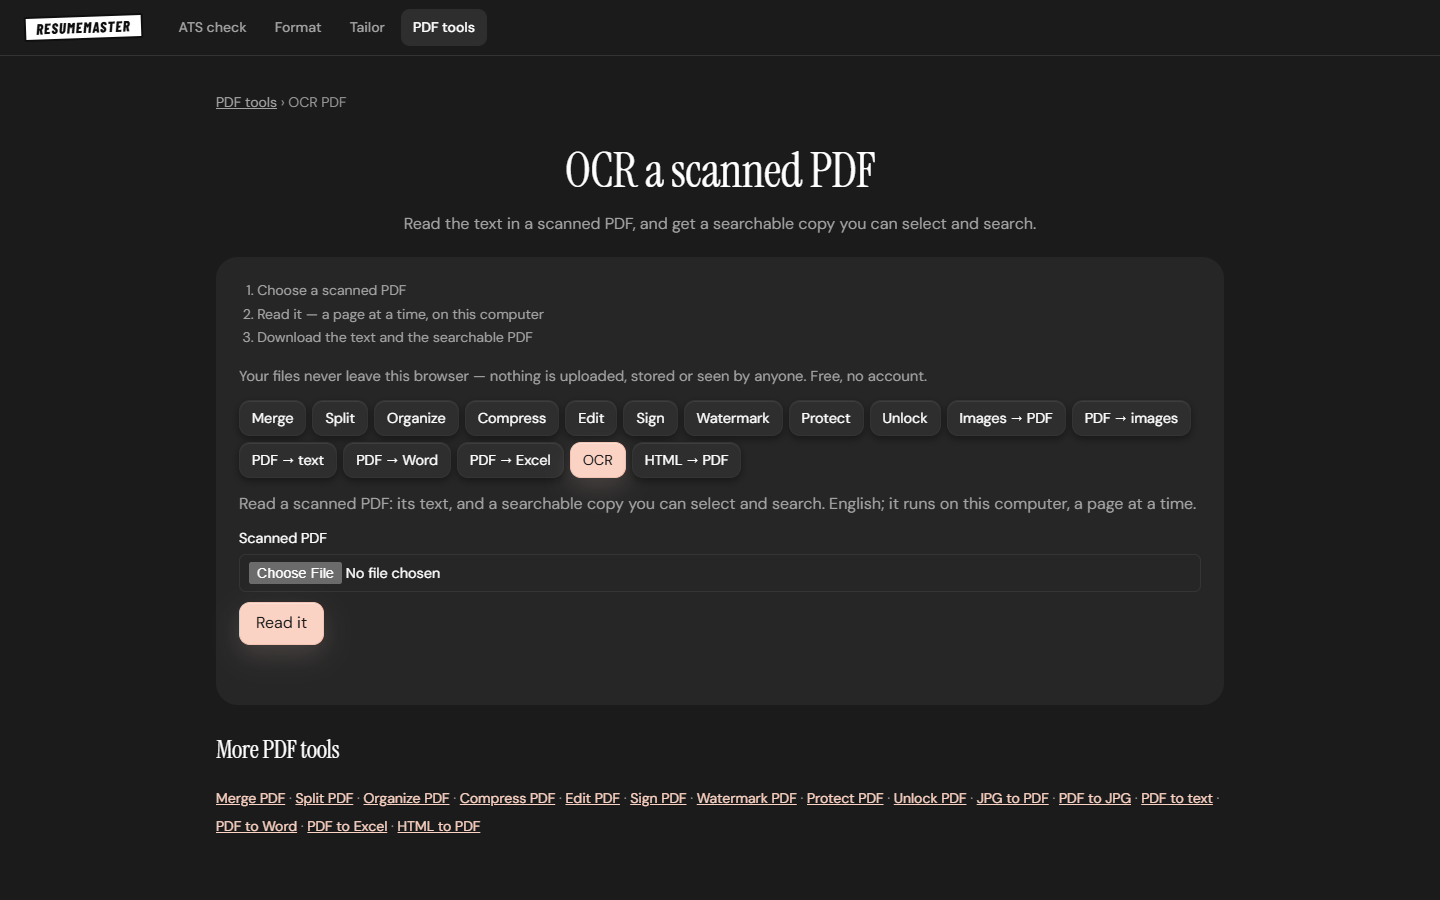 RESUMEMASTER ATS check Format Tailor PDF tools
PDF tools › OCR PDF
OCR a scanned PDF
Read the text in a scanned PDF, and get a searchable copy you can select and search.
1. Choose a scanned PDF
2. Read it — a page at a time, on this computer
3. Download the text and the searchable PDF
Your files never leave this browser — nothing is uploaded, stored or seen by anyone. Free, no account.
Merge Split Organize Compress Edit Sign Watermark Protect Unlock Images → PDF PDF → images
PDF → text PDF → Word PDF → Excel OCR HTML → PDF
Read a scanned PDF: its text, and a searchable copy you can select and search. English; it runs on this computer, a page at a time.
Scanned PDF
Choose File No file chosen
Read it
More PDF tools
Merge PDF · Split PDF · Organize PDF · Compress PDF · Edit PDF · Sign PDF · Watermark PDF · Protect PDF · Unlock PDF · JPG to PDF · PDF to JPG · PDF to text ·
PDF to Word · PDF to Excel · HTML to PDF